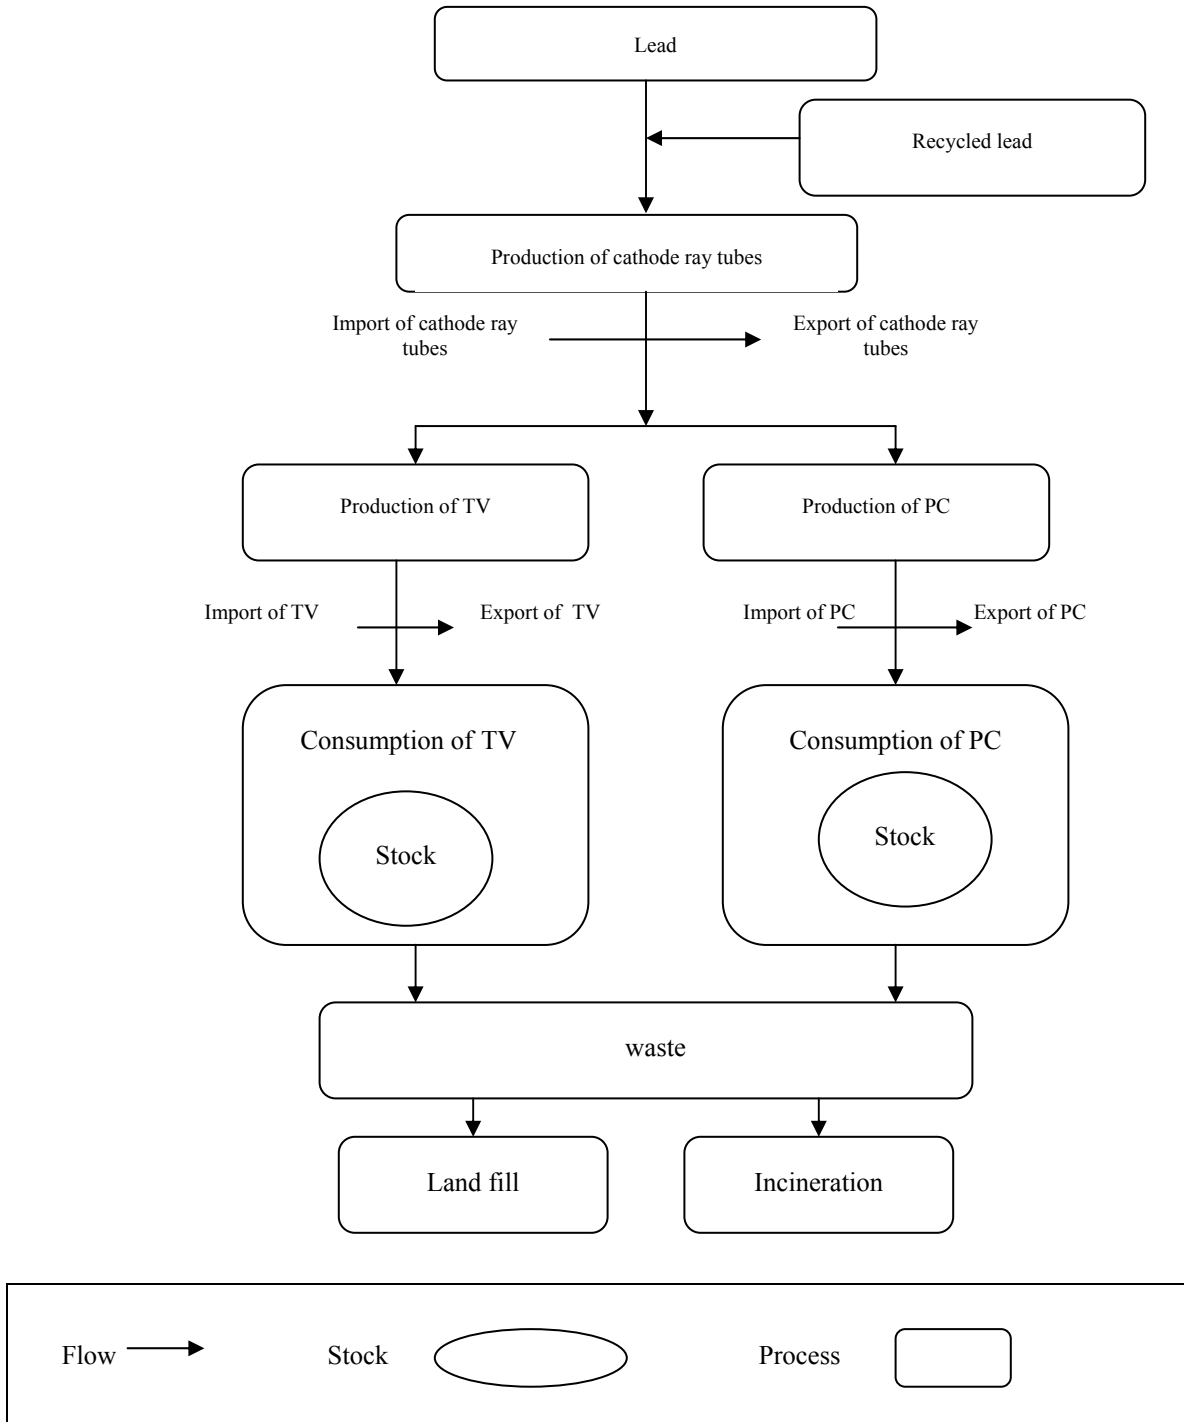 Lead
Recycled lead
Production of cathode ray tubes
Import of cathode ray
tubes
Export of cathode ray
tubes
Production of TV
Production of PC
Import of TV
Export of  TV
Import of PC
Export of PC
Consumption of TV
Stock
Consumption of PC
Stock
waste
Land fill
Incineration
Flow
Stock
Process